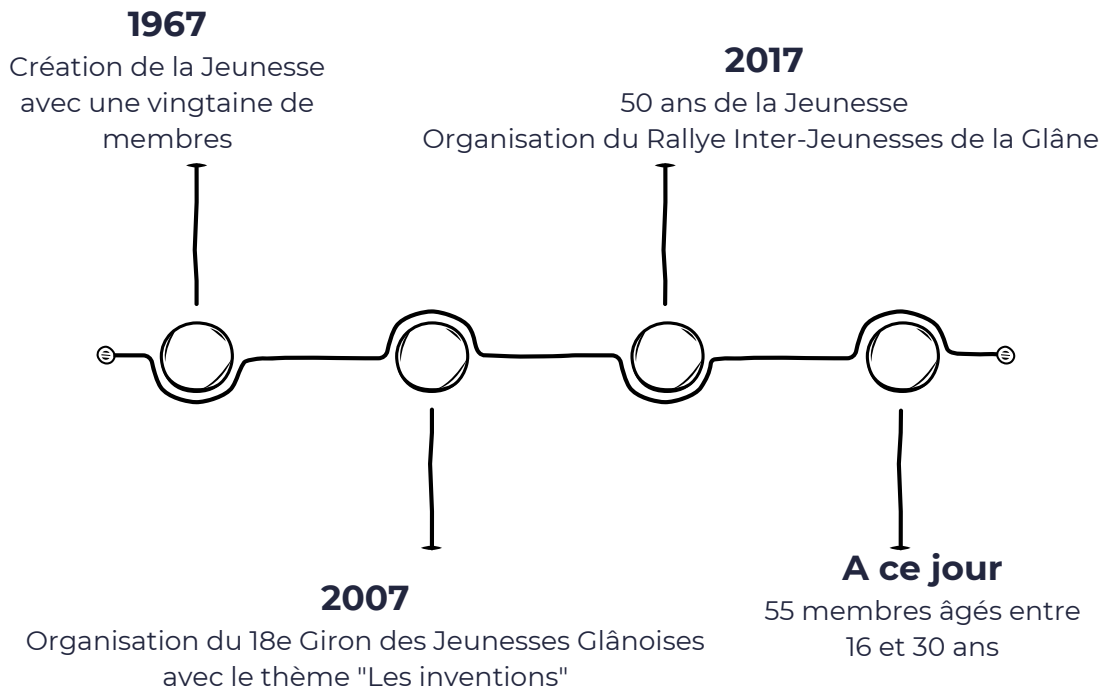 1967
Création de la Jeunesse
avec une vingtaine de
membres
2007
Organisation du 18e Giron des Jeunesses Glânoises
avec le thème "Les inventions"
2017
50 ans de la Jeunesse
Organisation du Rallye Inter-Jeunesses de la Glâne
A ce jour
55 membres âgés entre
16 et 30 ans